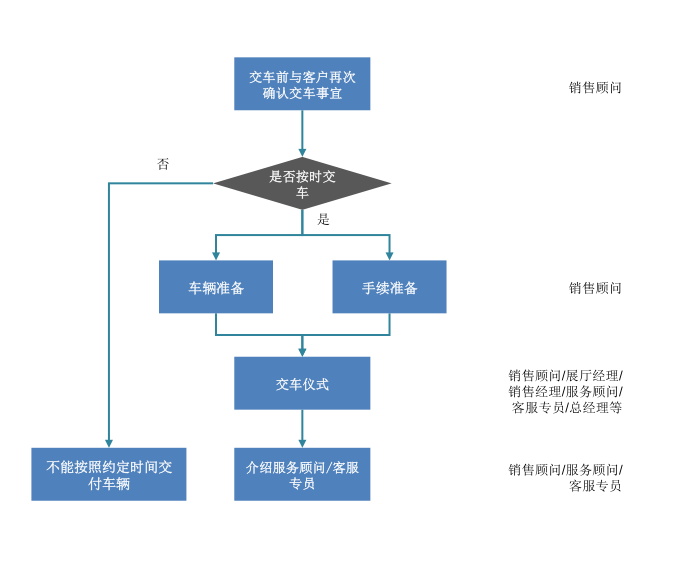 交车前与客户再次
确认交车事宜
销售顾问
否
是否按时交
车
是
车辆准备
手续准备
销售顾问
交车仪式
销售顾问/展厅经理/
销售经理/服务顾问/
客服专员/总经理等
不能按照约定时间交
付车辆
介绍服务顾问/客服
专员
销售顾问/服务顾问/
客服专员